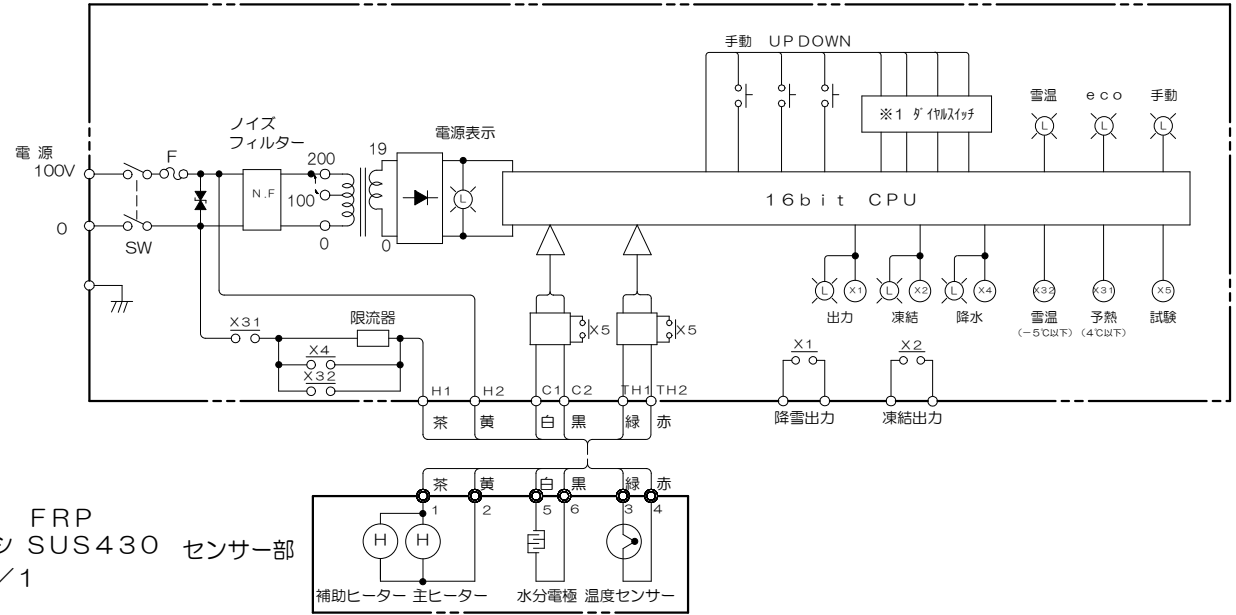 手動 UP DOWN
※1 ダイヤルスイッチ
雪温 eco 手動
L L L
電源
100V
0
SW
F
ノイズ
フィルター
N.F
200
100
0
19
0
電源表示
L
16bit CPU
L X1 L X2 L X4 X32 X31 X5
出力 凍結 降水 雪温 予熱 試験
(-5℃以下) (4℃以下)
X31
限流器
X4
X32
X5 X5
X1 X2
降雪出力 凍結出力
H1 H2 C1 C2 TH1 TH2
茶 黄 白 黒 緑 赤
茶 黄 白 黒 緑 赤
1 2 5 6 3 4
H H
補助ヒーター 主ヒーター 水分電極 温度センサー
FRP
シ SUS430 センサー部
/1